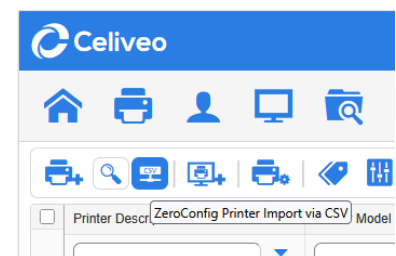 Celiveo
CSV
Printer Descr
ZeroConfig Printer Import via CSV
Model